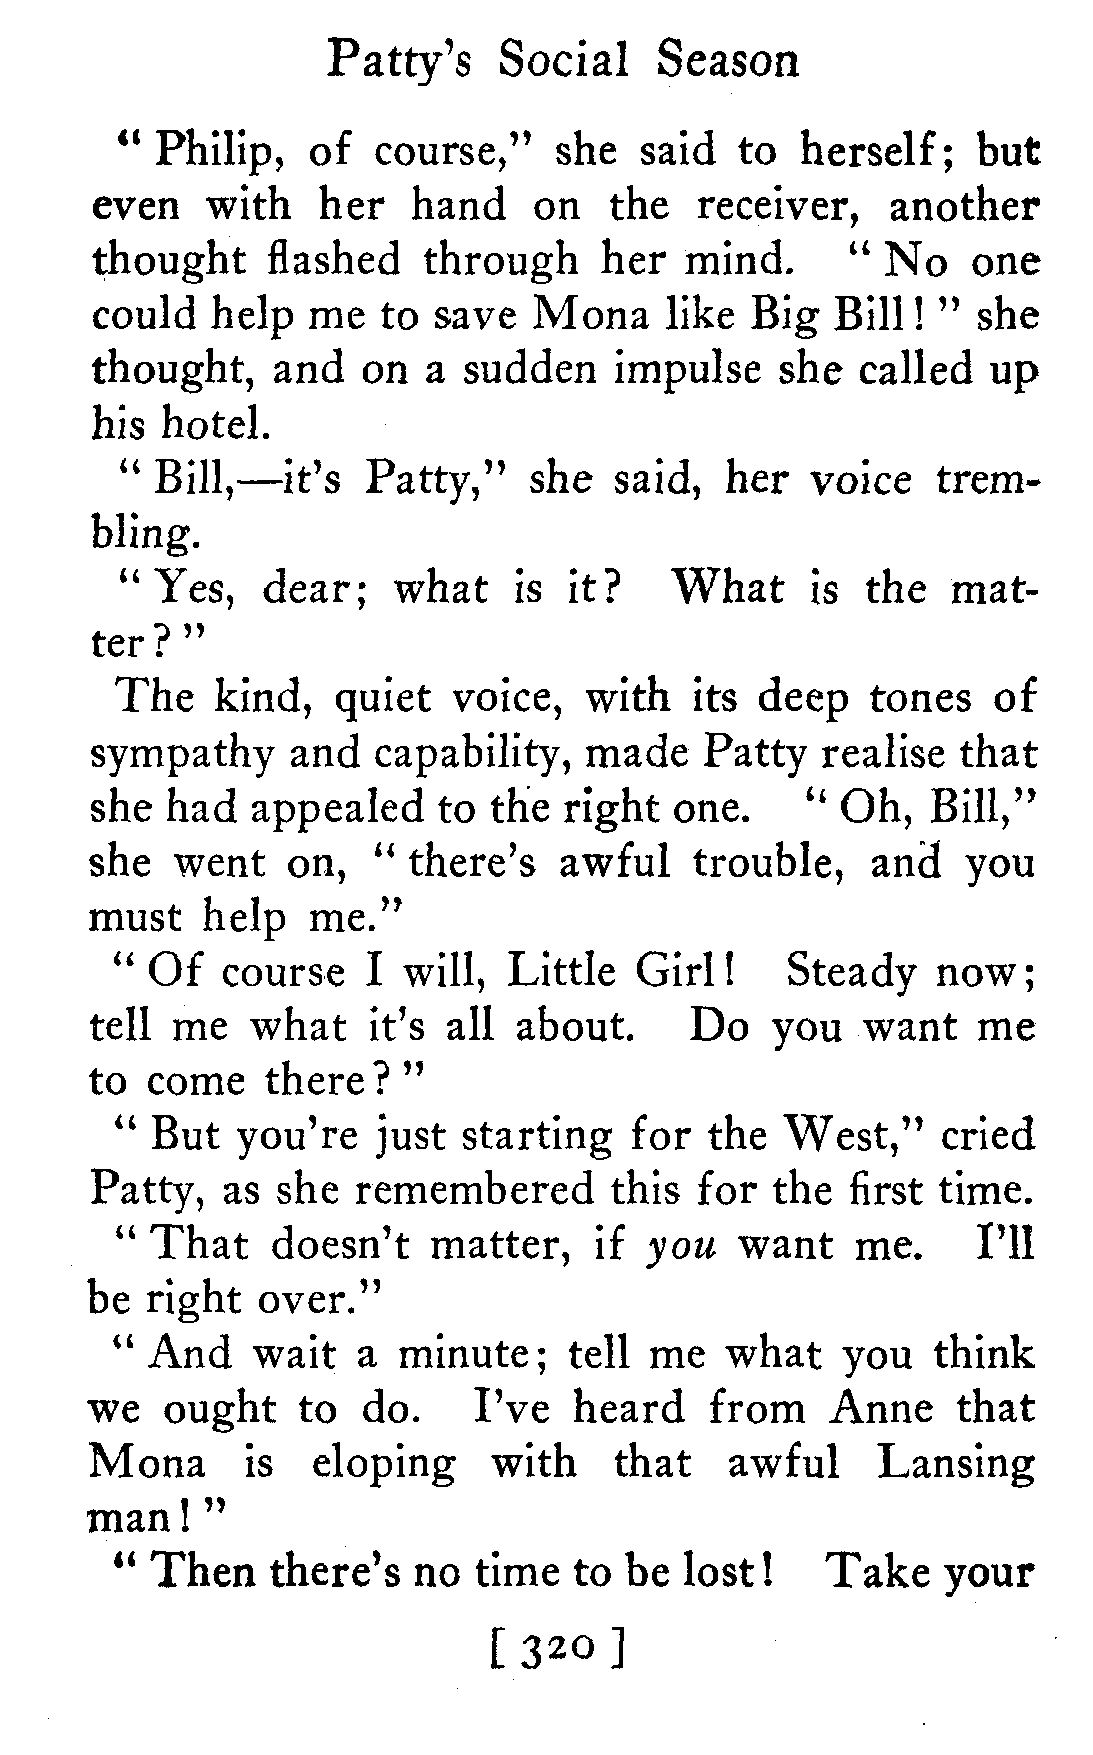 Patty's Social Season
" Philip, of course," she said to herself; but
even with her hand on the receiver, another
thought flashed through her mind. " No one
could help me to save Mona like Big Bill! " she
thought, and on a sudden impulse she called up
his hotel.
" Bill,—it's Patty," she said, her voice trem-
bling.
" Yes, dear; what is it? What is the mat-
ter? "
The kind, quiet voice, with its deep tones of
sympathy and capability, made Patty realise that
she had appealed to the right one. " Oh, Bill,"
she went on, " there's awful trouble, and you
must help me."
" Of course I will, Little Girl! Steady now;
tell me what it's all about. Do you want me
to come there? "
" But you're just starting for the West," cried
Patty, as she remembered this for the first time.
" That doesn't matter, if you want me. I'll
be right over."
" And wait a minute; tell me what you think
we ought to do. I've heard from Anne that
Mona is eloping with that awful Lansing
man! "
" Then there's no time to be lost! Take your
[ 320 ]